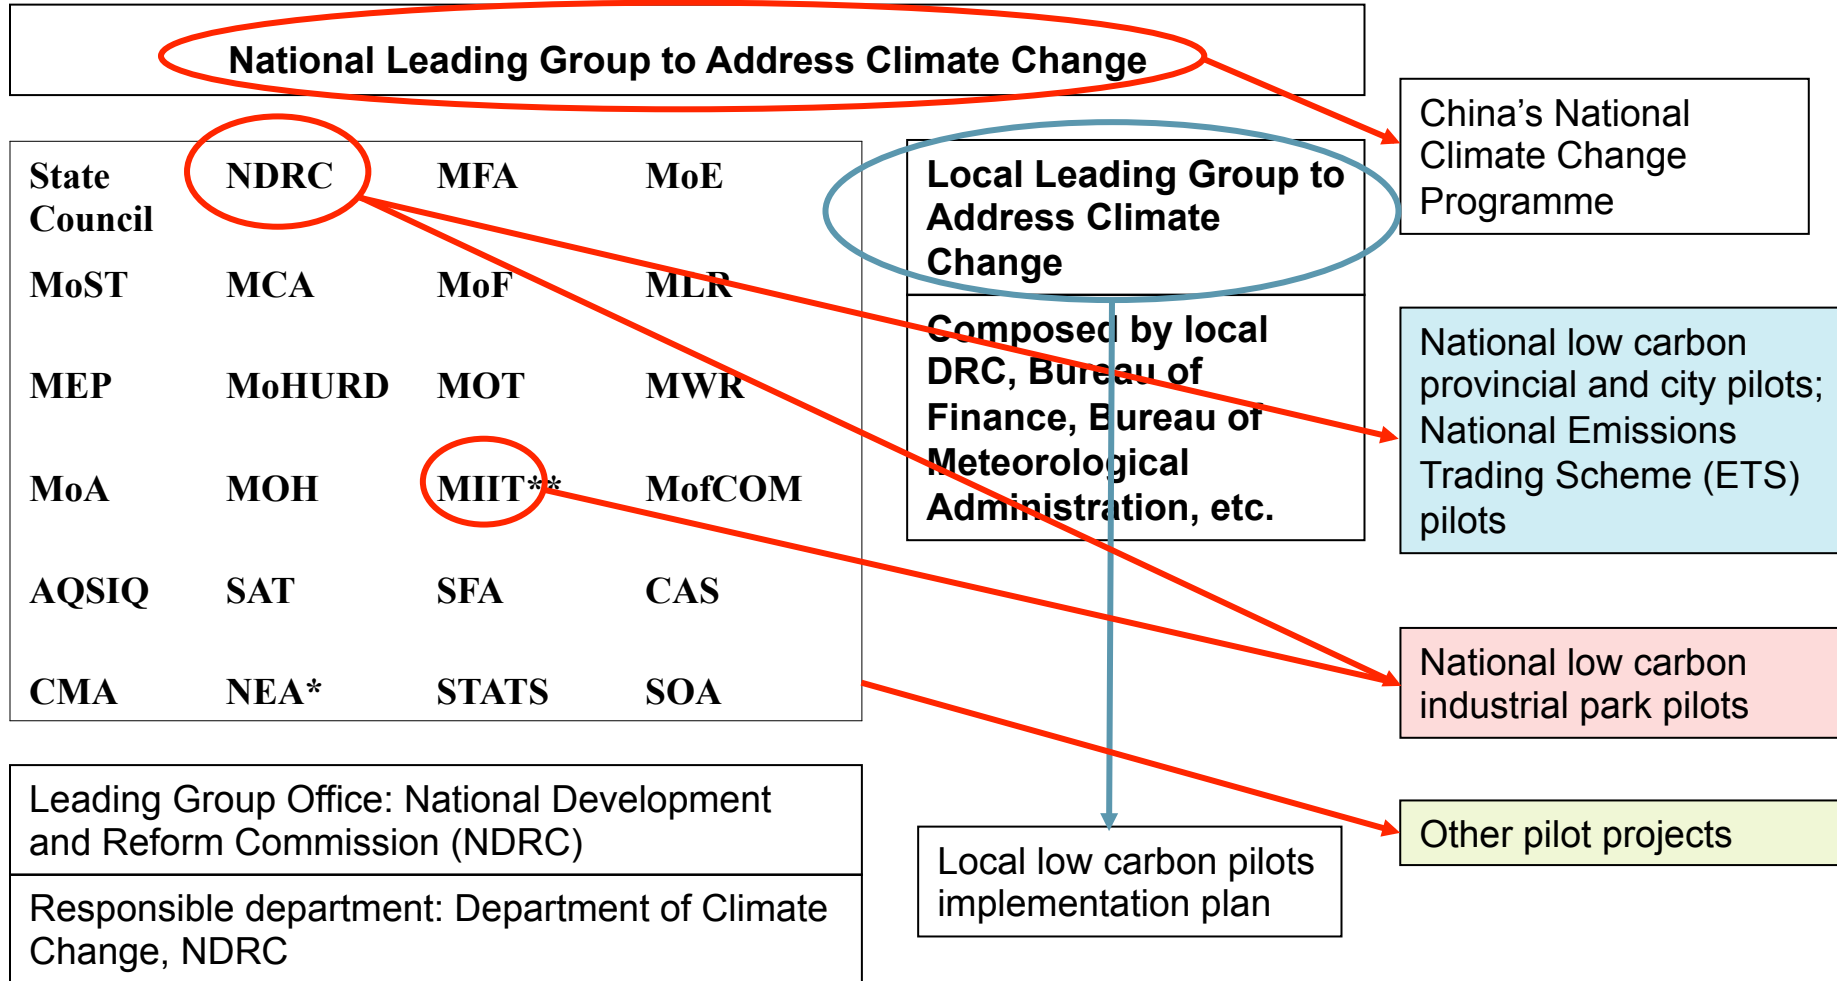 National Leading Group to Address Climate Change
State
Council
NDRC
MFA
MoE
MoST
MCA
MoF
MLR
MEP
MoHURD
MOT
MWR
MoA
MOH
MIIT**
MofCOM
AQSIQ
SAT
SFA
CAS
CMA
NEA*
STATS
SOA
Leading Group Office: National Development
and Reform Commission (NDRC)
Responsible department: Department of Climate
Change, NDRC
Local Leading Group to
Address Climate
Change
Composed by local
DRC, Bureau of
Finance, Bureau of
Meteorological
Administration, etc.
Local low carbon pilots
implementation plan
China’s National
Climate Change
Programme
National low carbon
provincial and city pilots;
National Emissions
Trading Scheme (ETS)
pilots
National low carbon
industrial park pilots
Other pilot projects